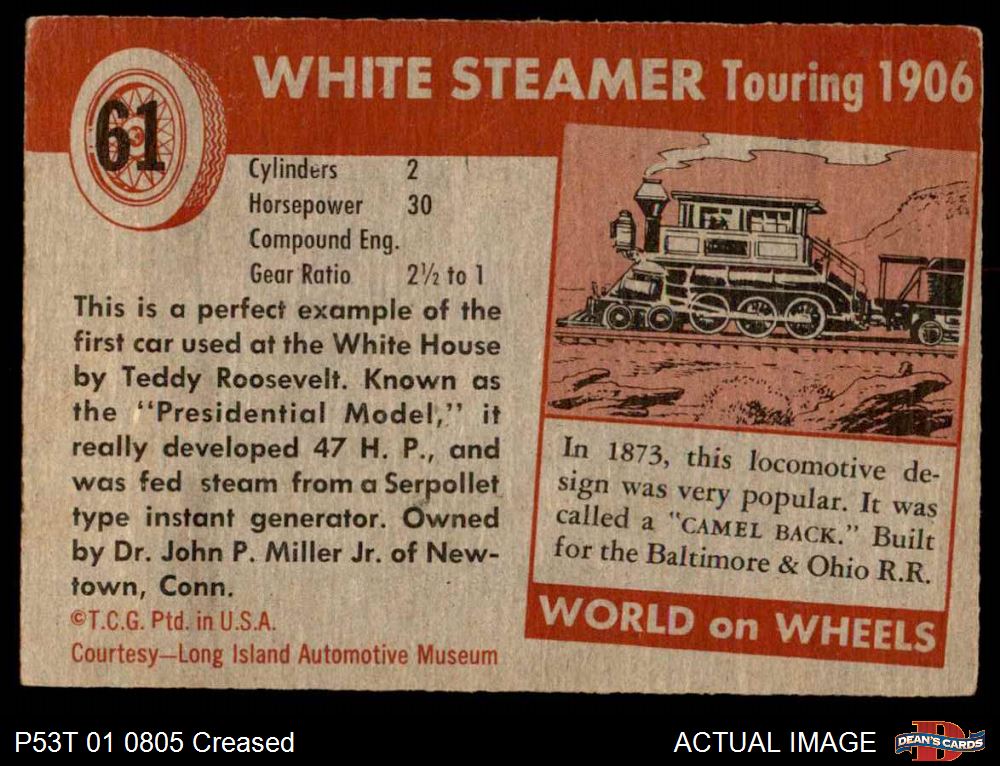 61
WHITE STEAMER Touring 1906
Cylinders 2
Horsepower 30
Compound Eng.
Gear Ratio 2½ to 1
This is a perfect example of the
first car used at the White House
by Teddy Roosevelt. Known as
the "Presidential Model," it
really developed 47 H. P., and
was fed steam from a Serpollet
type instant generator. Owned
by Dr. John P. Miller Jr. of New-
town, Conn.
©T.C.G. Ptd. in U.S.A.
Courtesy—Long Island Automotive Museum
In 1873, this locomotive de-
sign was very popular. It was
called a "CAMEL BACK." Built
for the Baltimore & Ohio R.R.
WORLD on WHEELS
P53T 01 0805 Creased
ACTUAL IMAGE
DEAN'S CARDS